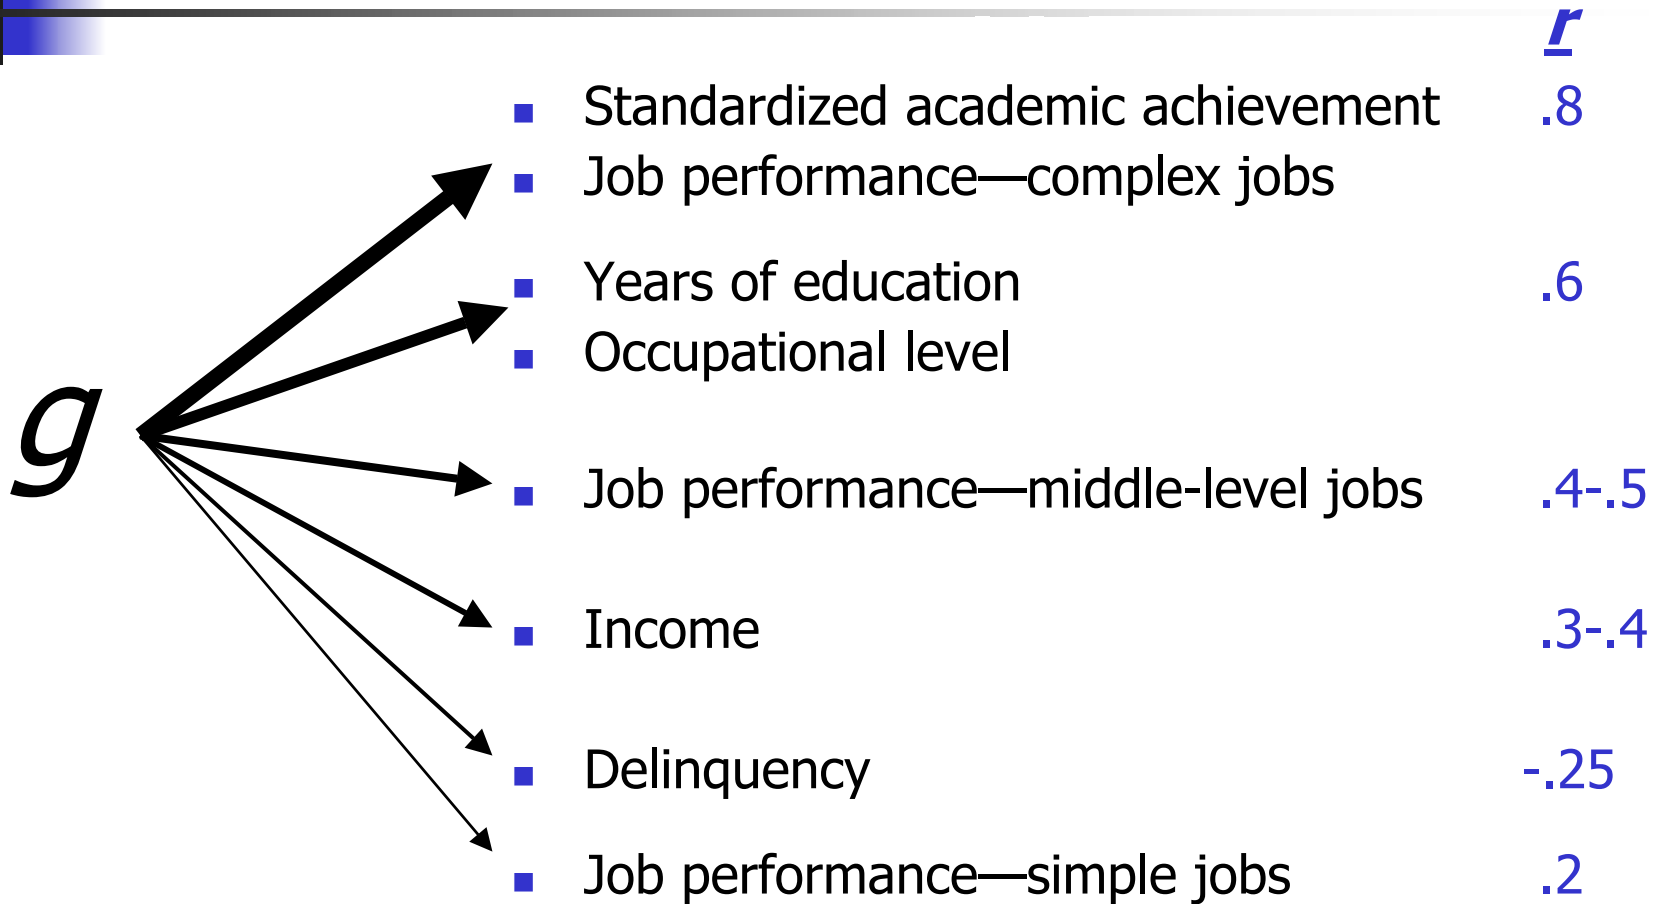 r
Standardized academic achievement .8
Job performance—complex jobs
Years of education .6
Occupational level
g
Job performance—middle-level jobs .4-.5
Income .3-.4
Delinquency -.25
Job performance—simple jobs .2